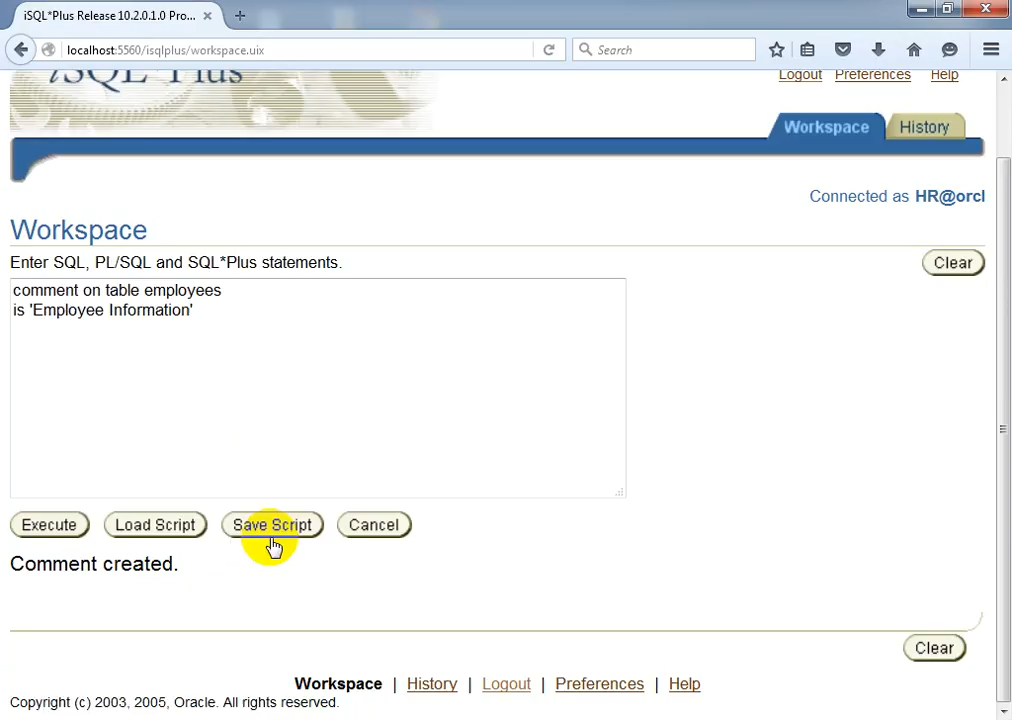 iSQL*Plus Release 10.2.0.1.0 Pro...
localhost:5560/isqlplus/workspace.uix
Search
iSQL*Plus
Logout Preferences Help
Workspace History
Connected as HR@orcl
Workspace
Enter SQL, PL/SQL and SQL*Plus statements.
Clear
comment on table employees
is 'Employee Information'
Execute Load Script Save Script Cancel
Comment created.
Clear
Workspace | History | Logout | Preferences | Help
Copyright (c) 2003, 2005, Oracle. All rights reserved.